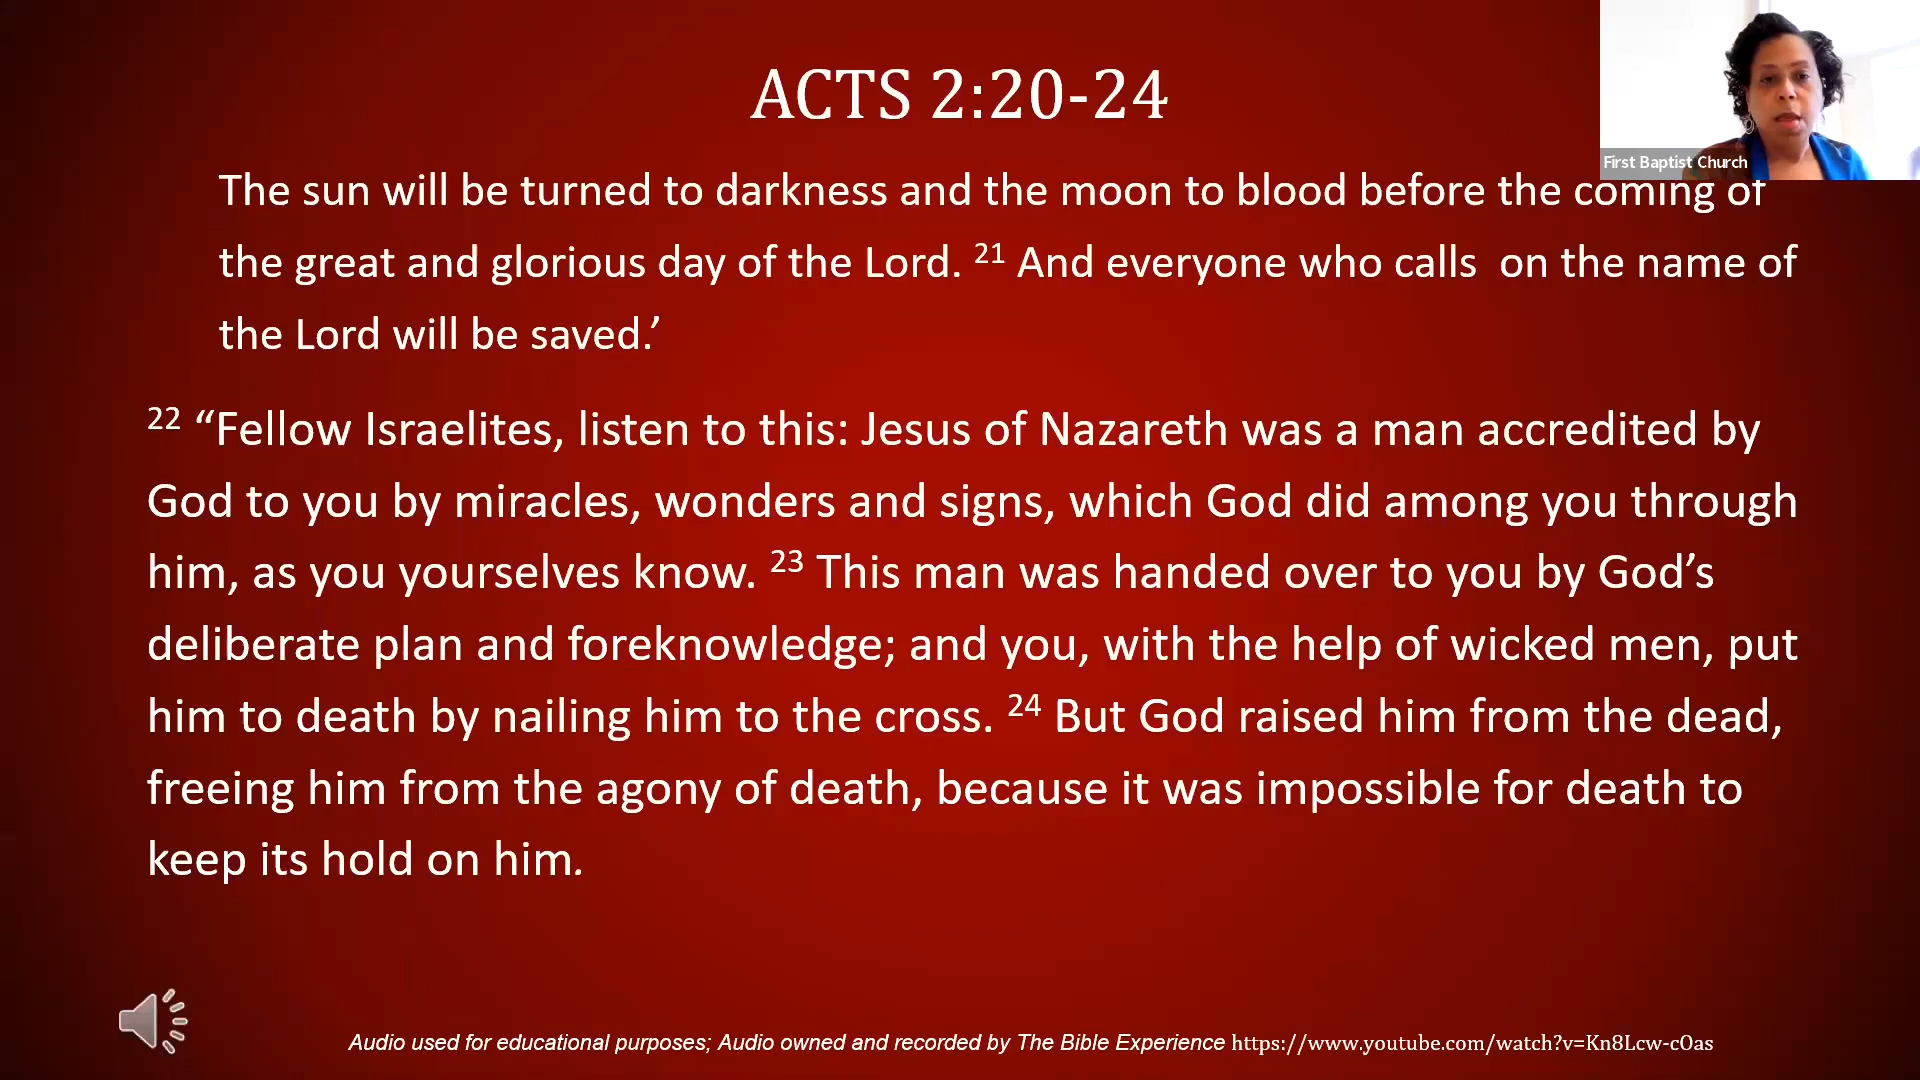 ACTS 2:20-24
First Baptist Church
The sun will be turned to darkness and the moon to blood before the coming of
the great and glorious day of the Lord. 21 And everyone who calls  on the name of
the Lord will be saved.’
22 “Fellow Israelites, listen to this: Jesus of Nazareth was a man accredited by
God to you by miracles, wonders and signs, which God did among you through
him, as you yourselves know. 23 This man was handed over to you by God’s
deliberate plan and foreknowledge; and you, with the help of wicked men, put
him to death by nailing him to the cross. 24 But God raised him from the dead,
freeing him from the agony of death, because it was impossible for death to
keep its hold on him.
Audio used for educational purposes; Audio owned and recorded by The Bible Experience https://www.youtube.com/watch?v=Kn8Lcw-cOas